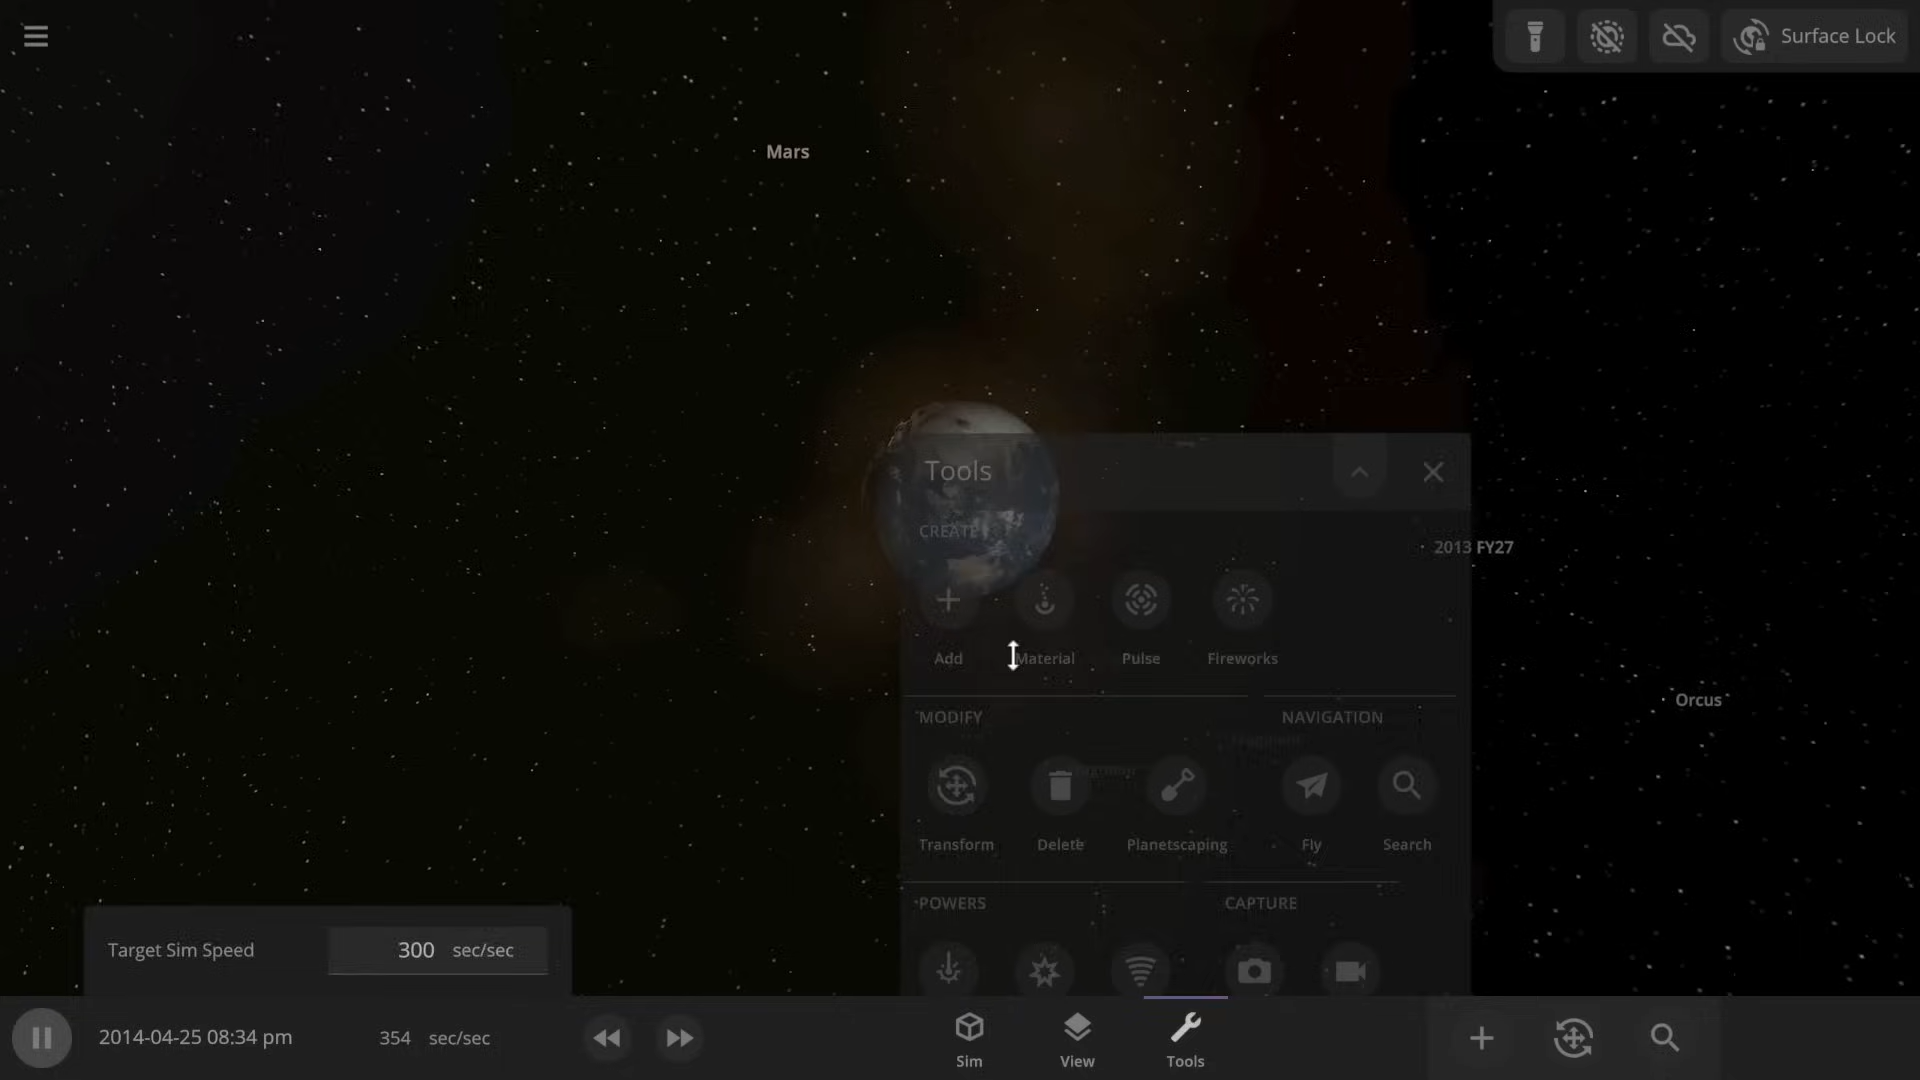 Surface Lock
Mars
Tools
CREATE
2013 FY27
Add
Material
Pulse
Fireworks
Orcus
MODIFY
NAVIGATION
Transform
Delete
Planetscaping
Fly
Search
POWERS
CAPTURE
Target Sim Speed
300 sec/sec
2014-04-25 08:34 pm
354 sec/sec
Sim
View
Tools